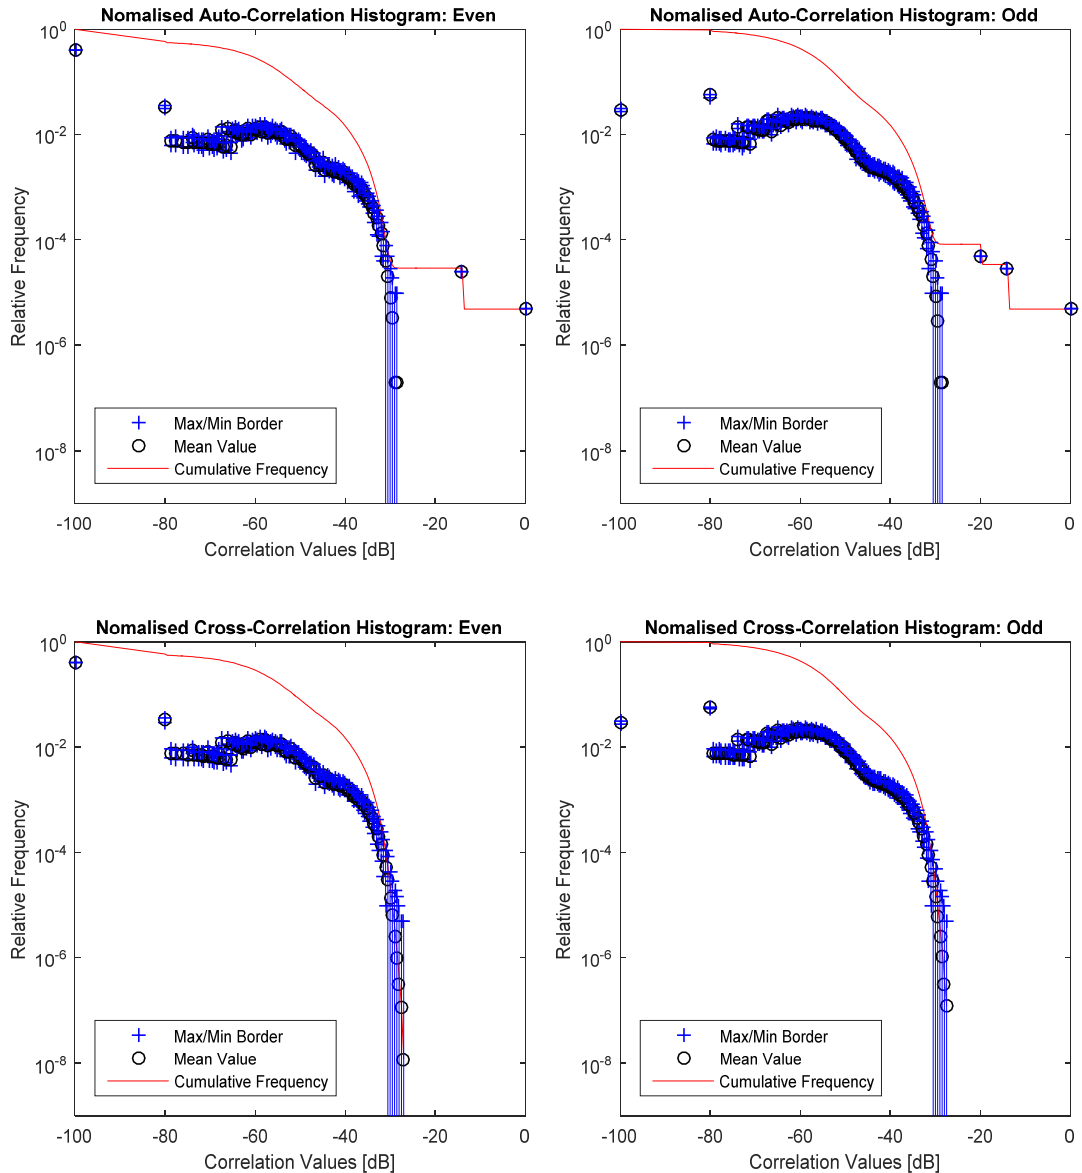 Nomalised Auto-Correlation Histogram: Even
10^0
10^-2
10^-4
10^-6
10^-8
Relative Frequency
Max/Min Border
Mean Value
Cumulative Frequency
-100 -80 -60 -40 -20 0
Correlation Values [dB]
Nomalised Auto-Correlation Histogram: Odd
10^0
10^-2
10^-4
10^-6
10^-8
Relative Frequency
Max/Min Border
Mean Value
Cumulative Frequency
-100 -80 -60 -40 -20 0
Correlation Values [dB]
Nomalised Cross-Correlation Histogram: Even
10^0
10^-2
10^-4
10^-6
10^-8
Relative Frequency
Max/Min Border
Mean Value
Cumulative Frequency
-100 -80 -60 -40 -20 0
Correlation Values [dB]
Nomalised Cross-Correlation Histogram: Odd
10^0
10^-2
10^-4
10^-6
10^-8
Relative Frequency
Max/Min Border
Mean Value
Cumulative Frequency
-100 -80 -60 -40 -20 0
Correlation Values [dB]